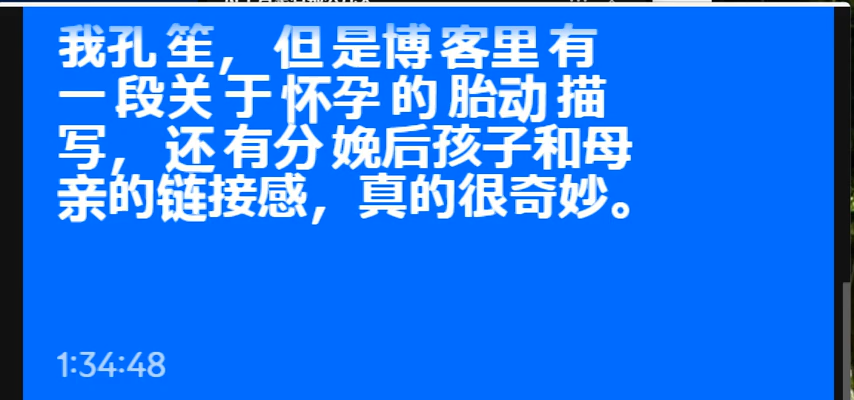 我孔笙，但是博客里有
一段关于怀孕的胎动描
写，还有分娩后孩子和母
亲的链接感，真的很奇妙。
1:34:48